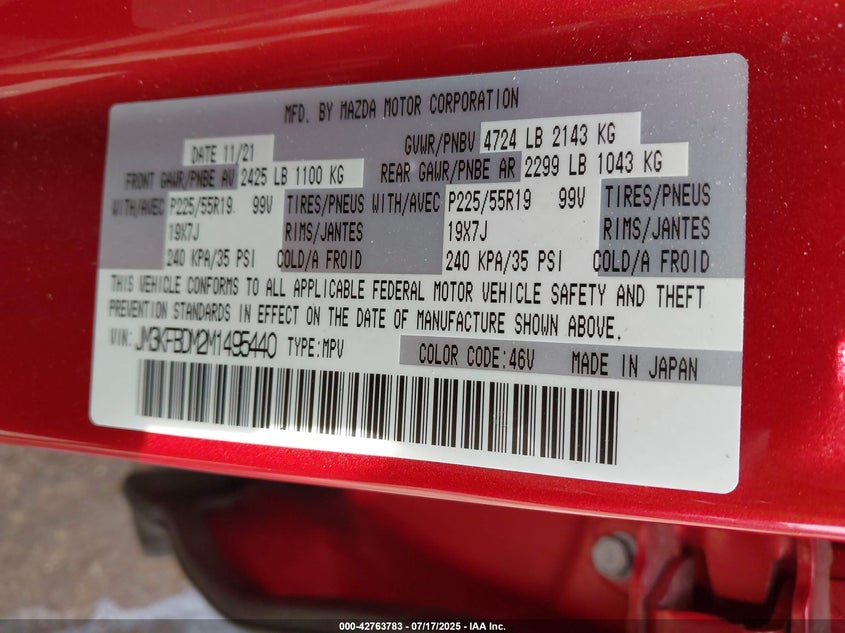 MFD. BY MAZDA MOTOR CORPORATION
DATE 11/21 GVWR/PNBV 4724 LB 2143 KG
FRONT GAWR/PNBE AV 2425 LB 1100 KG REAR GAWR/PNBE AR 2299 LB 1043 KG
WITH/AVEC P225/55R19 99V TIRES/PNEUS WITH/AVEC P225/55R19 99V TIRES/PNEUS
19X7J RIMS/JANTES 19X7J RIMS/JANTES
240 KPA/35 PSI COLD/A FROID 240 KPA/35 PSI COLD/A FROID
THIS VEHICLE CONFORMS TO ALL APPLICABLE FEDERAL MOTOR VEHICLE SAFETY AND THEFT
PREVENTION STANDARDS IN EFFECT ON THE DATE OF MANUFACTURE SHOWN ABOVE.
VIN: JM3KFBDM2M1495440 TYPE:MPV COLOR CODE:46V MADE IN JAPAN
000-42763783 - 07/17/2025 - IAA Inc.